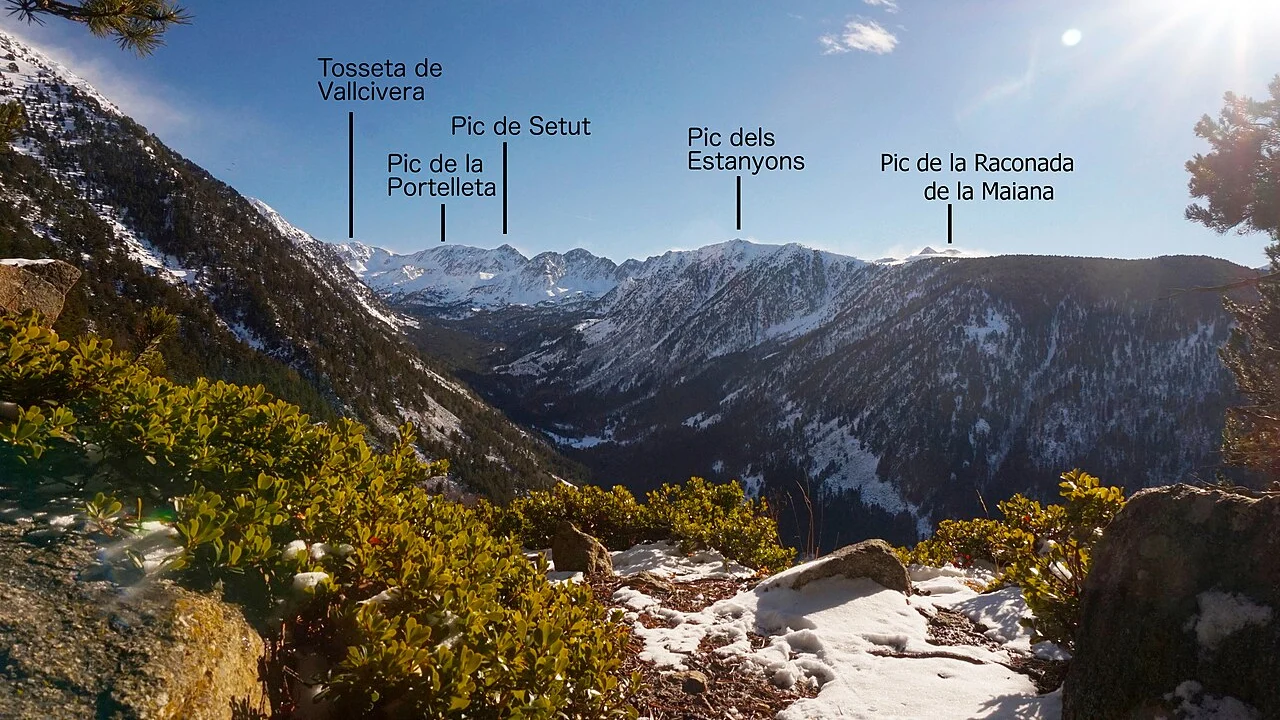 Tosseta de
Vallcivera
Pic de Setut
Pic de la
Portelleta
Pic dels
Estanyons
Pic de la Raconada
de la Maiana